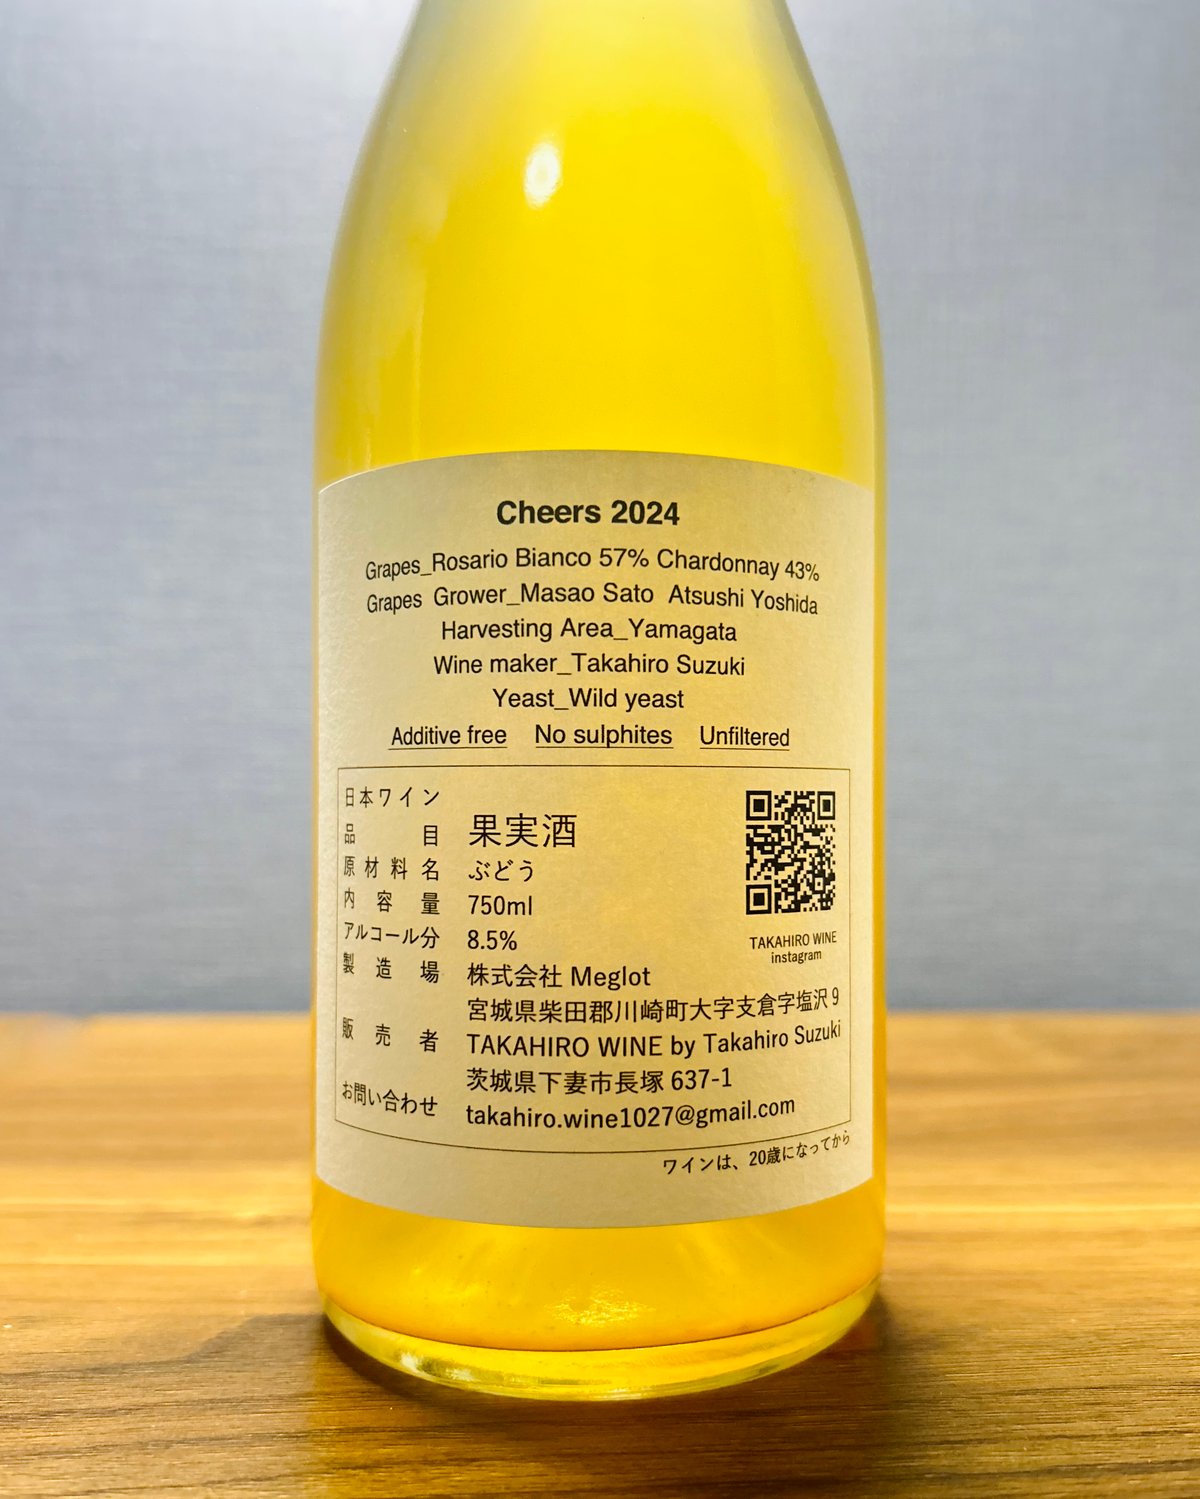 Cheers 2024
Grapes_Rosario Bianco 57% Chardonnay 43%
Grapes Grower_Masao Sato Atsushi Yoshida
Harvesting Area_Yamagata
Wine maker_Takahiro Suzuki
Yeast_Wild yeast
Additive free No sulphites Unfiltered
日本ワイン
品目 果実酒
原材料名 ぶどう
内容量 750ml
アルコール分 8.5%
製造場 株式会社 Meglot
宮城県柴田郡川崎町大字支倉字塩沢 9
販売者 TAKAHIRO WINE by Takahiro Suzuki
茨城県下妻市長塚 637-1
お問い合わせ takahiro.wine1027@gmail.com
TAKAHIRO WINE
instagram
ワインは、20歳になってから